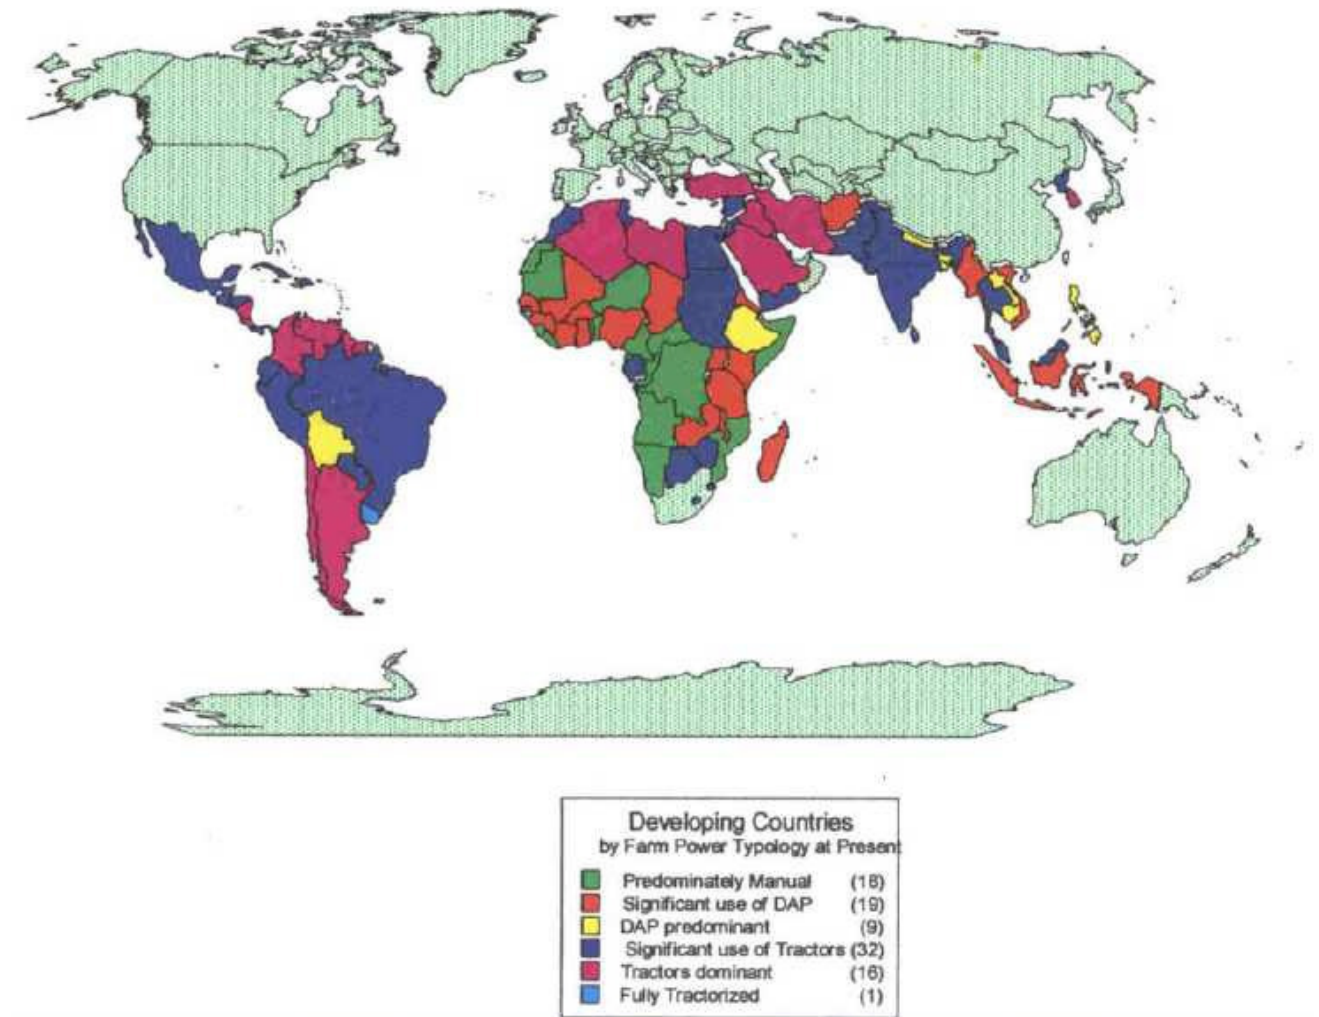 Developing Countries
by Farm Power Typology at Present
Predominately Manual (18)
Significant use of DAP (19)
DAP predominant (9)
Significant use of Tractors (32)
Tractors dominant (16)
Fully Tractorized (1)